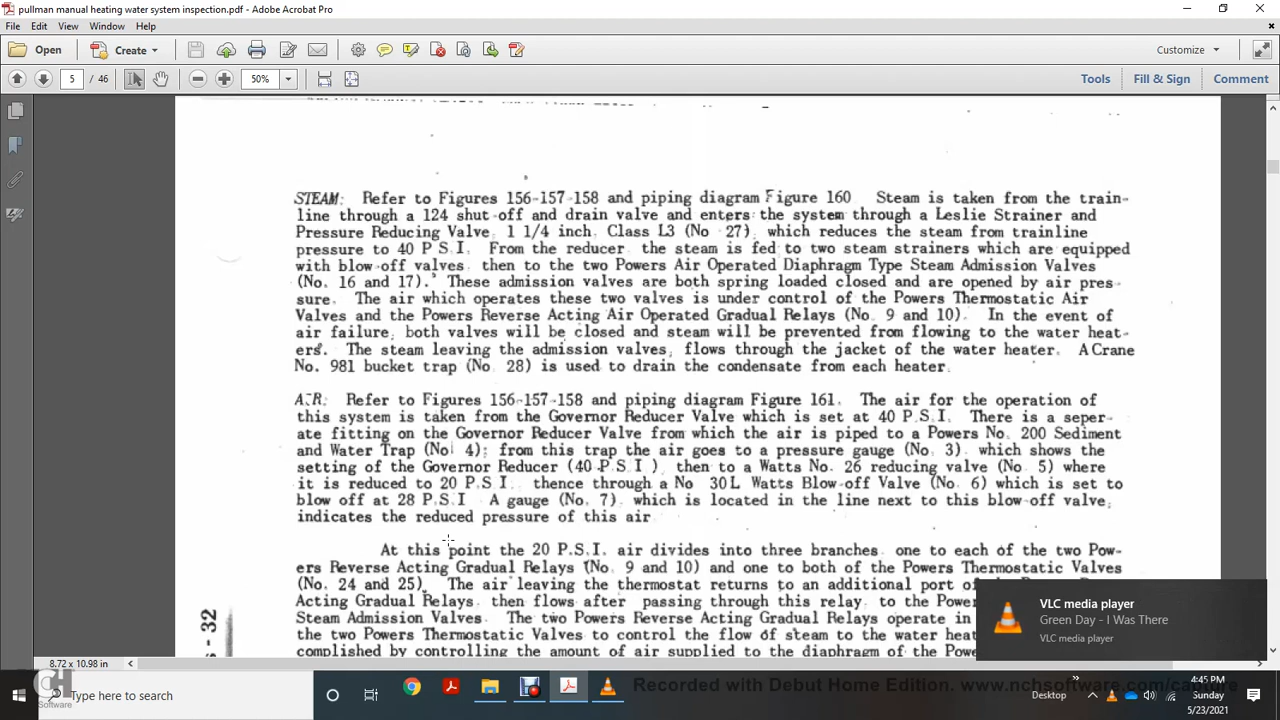 pullman manual heating water system inspection.pdf - Adobe Acrobat Pro
File Edit View Window Help
Open Create Customize
5 / 46 50% Tools Fill & Sign Comment
STEAM: Refer to Figures 156-157-158 and piping diagram Figure 160 Steam is taken from the train-
line through a 124 shut-off and drain valve and enters the system through a Leslie Strainer and
Pressure Reducing Valve, 1 1/4 inch, Class L3 (No 27), which reduces the steam from trainline
pressure to 40 P.S.I. From the reducer the steam is fed to two steam strainers which are equipped
with blow-off valves, then to the two Powers Air Operated Diaphragm Type Steam Admission Valves
(No. 16 and 17). These admission valves are both spring loaded closed and are opened by air pres-
sure. The air which operates these two valves is under control of the Powers Thermostatic Air
Valves and the Powers Reverse Acting Air Operated Gradual Relays (No. 9 and 10). In the event of
air failure, both valves will be closed and steam will be prevented from flowing to the water heat-
ers. The steam leaving the admission valves, flows through the jacket of the water heater. A Crane
No. 981 bucket trap (No. 28) is used to drain the condensate from each heater.
AIR: Refer to Figures 156-157-158 and piping diagram Figure 161. The air for the operation of
this system is taken from the Governor Reducer Valve which is set at 40 P.S.I. There is a seper-
ate fitting on the Governor Reducer Valve from which the air is piped to a Powers No. 200 Sediment
and Water Trap (No. 4); from this trap the air goes to a pressure gauge (No. 3), which shows the
setting of the Governor Reducer (40 P.S.I.), then to a Watts No. 26 reducing valve (No. 5) where
it is reduced to 20 P.S.I. thence through a No 30L Watts Blow-off Valve (No. 6) which is set to
blow off at 28 P.S.I A gauge (No. 7), which is located in the line next to this blow-off valve,
indicates the reduced pressure of this air
At this point the 20 P.S.I. air divides into three branches one to each of the two Pow-
ers Reverse Acting Gradual Relays (No. 9 and 10) and one to both of the Powers Thermostatic Valves
(No. 24 and 25). The air leaving the thermostat returns to an additional port of
Acting Gradual Relays, then flows after passing through this relay, to the Power
Steam Admission Valves. The two Powers Reverse Acting Gradual Relays operate in
the two Powers Thermostatic Valves to control the flow of steam to the water heat
complished by controlling the amount of air supplied to the diaphragm of the Pow
S-32
VLC media player
Green Day - I Was There
VLC media player
8.72 x 10.98 in
CH
Software
Type here to search
Recorded with Debut Home Edition. www.nchsoftware.com/capture
Desktop
4:45 PM
Sunday
5/23/2021